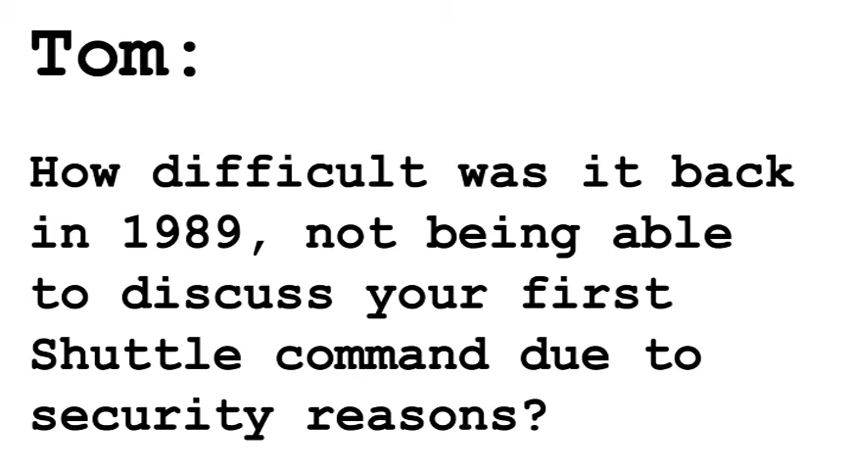 Tom:
How difficult was it back
in 1989, not being able
to discuss your first
Shuttle command due to
security reasons?